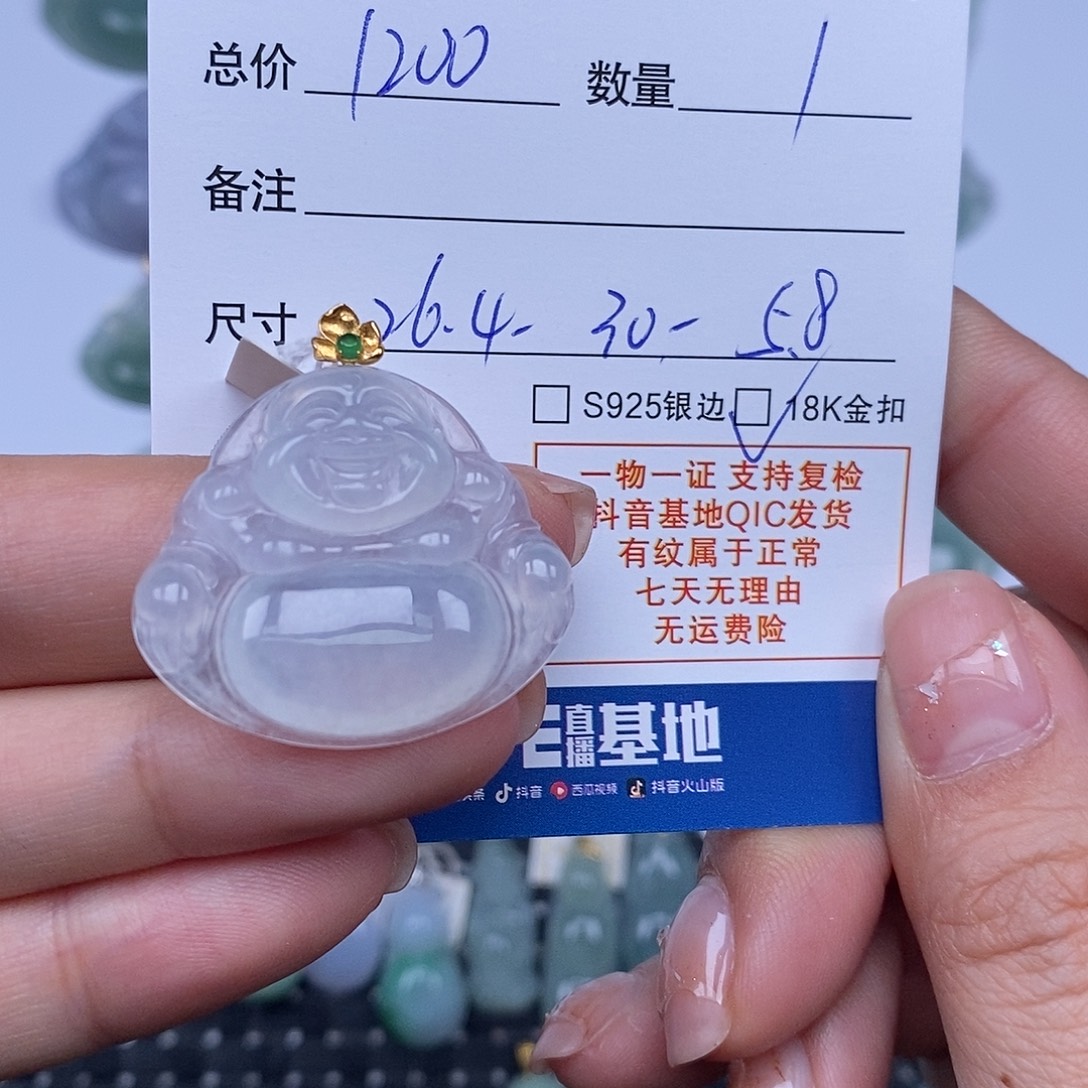 总价 1200 数量 1
备注
尺寸 26.4- 30- 5.8
□ S925银边 ☑ 18K金扣
一物一证 支持复检
抖音基地QIC发货
有纹属于正常
七天无理由
无运费险
直播基地
头条 抖音 西瓜视频 抖音火山版